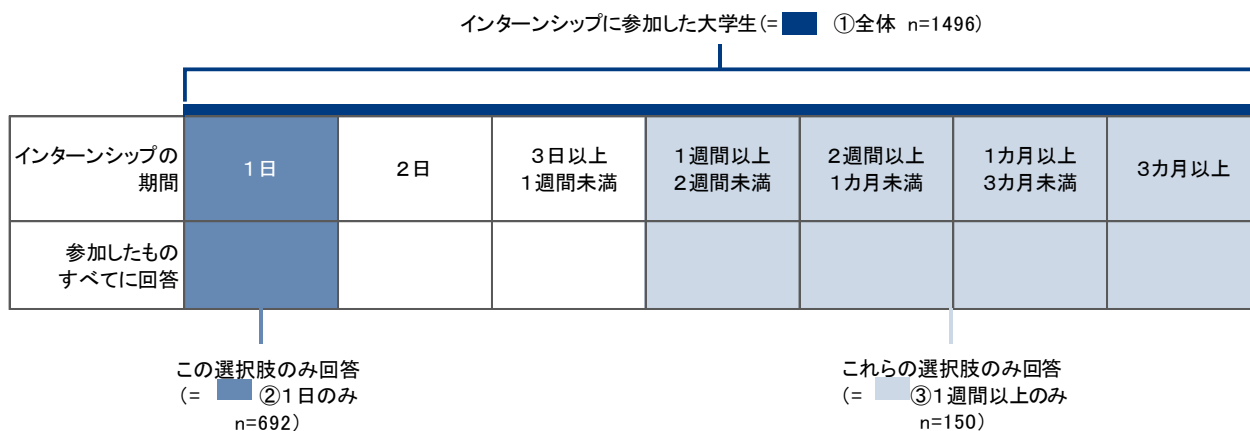 インターンシップに参加した大学生(= ①全体 n=1496)
インターンシップの
期間
1日
2日
3日以上
1週間未満
1週間以上
2週間未満
2週間以上
1カ月未満
1カ月以上
3カ月未満
3カ月以上
参加したもの
すべてに回答
この選択肢のみ回答
(= ②1日のみ
n=692)
これらの選択肢のみ回答
(= ③1週間以上のみ
n=150)